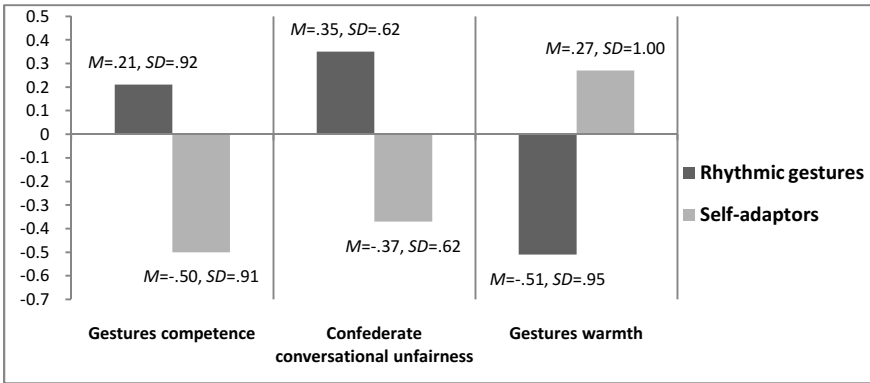 0.5
0.4
0.3
0.2
0.1
0
-0.1
-0.2
-0.3
-0.4
-0.5
-0.6
-0.7
M=.21, SD=.92
M=-.50, SD=.91
M=.35, SD=.62
M=-.37, SD=.62
M=.27, SD=1.00
M=-.51, SD=.95
Gestures competence
Confederate
conversational unfairness
Gestures warmth
Rhythmic gestures
Self-adaptors